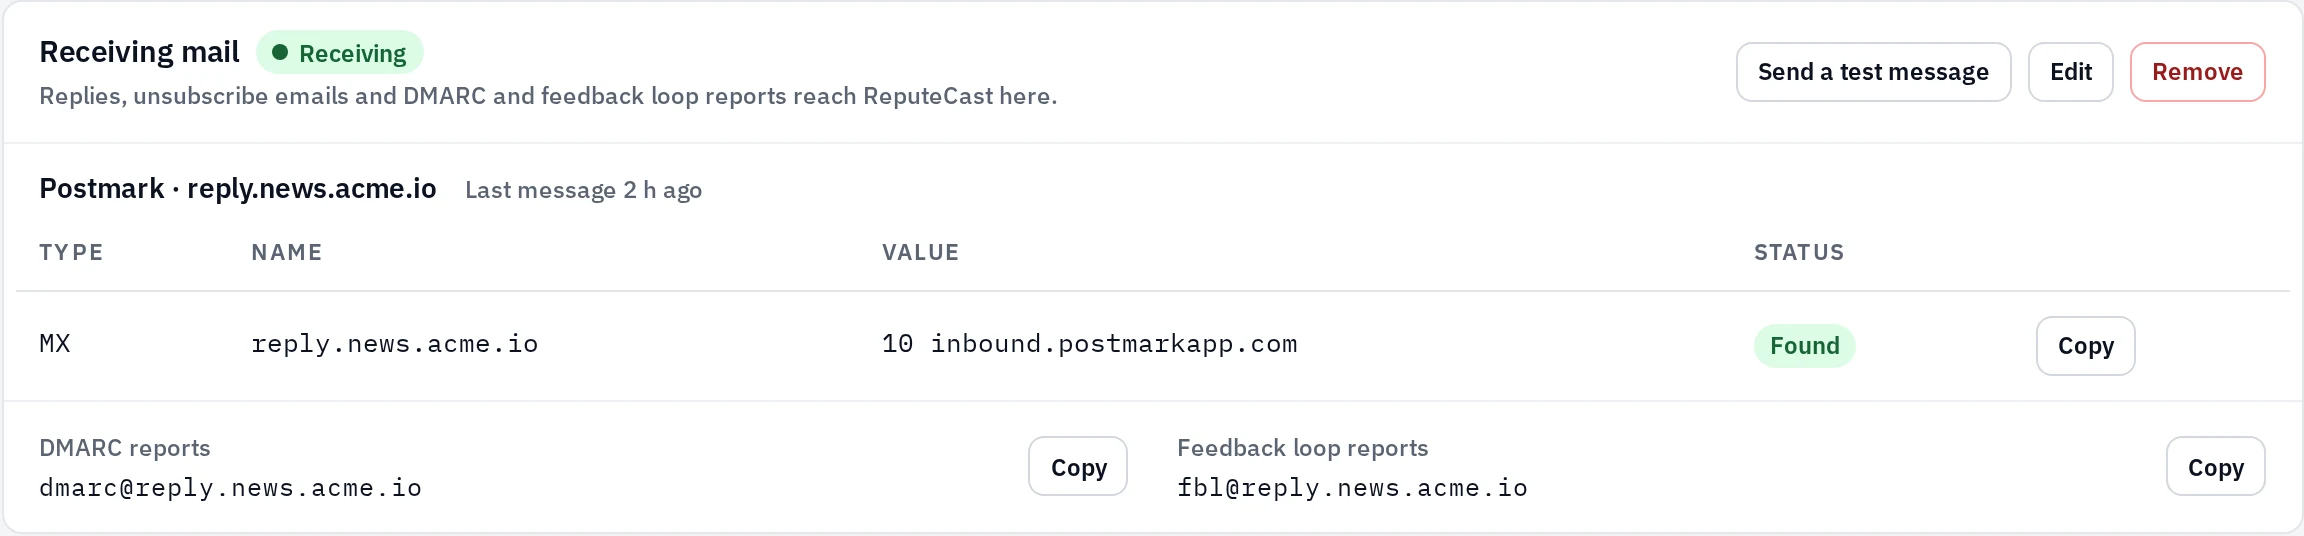 Receiving mail
Receiving
Send a test message
Edit
Remove
Replies, unsubscribe emails and DMARC and feedback loop reports reach ReputeCast here.
Postmark · reply.news.acme.io
Last message 2 h ago
TYPE NAME VALUE STATUS
MX reply.news.acme.io 10 inbound.postmarkapp.com Found Copy
DMARC reports
dmarc@reply.news.acme.io
Copy
Feedback loop reports
fbl@reply.news.acme.io
Copy